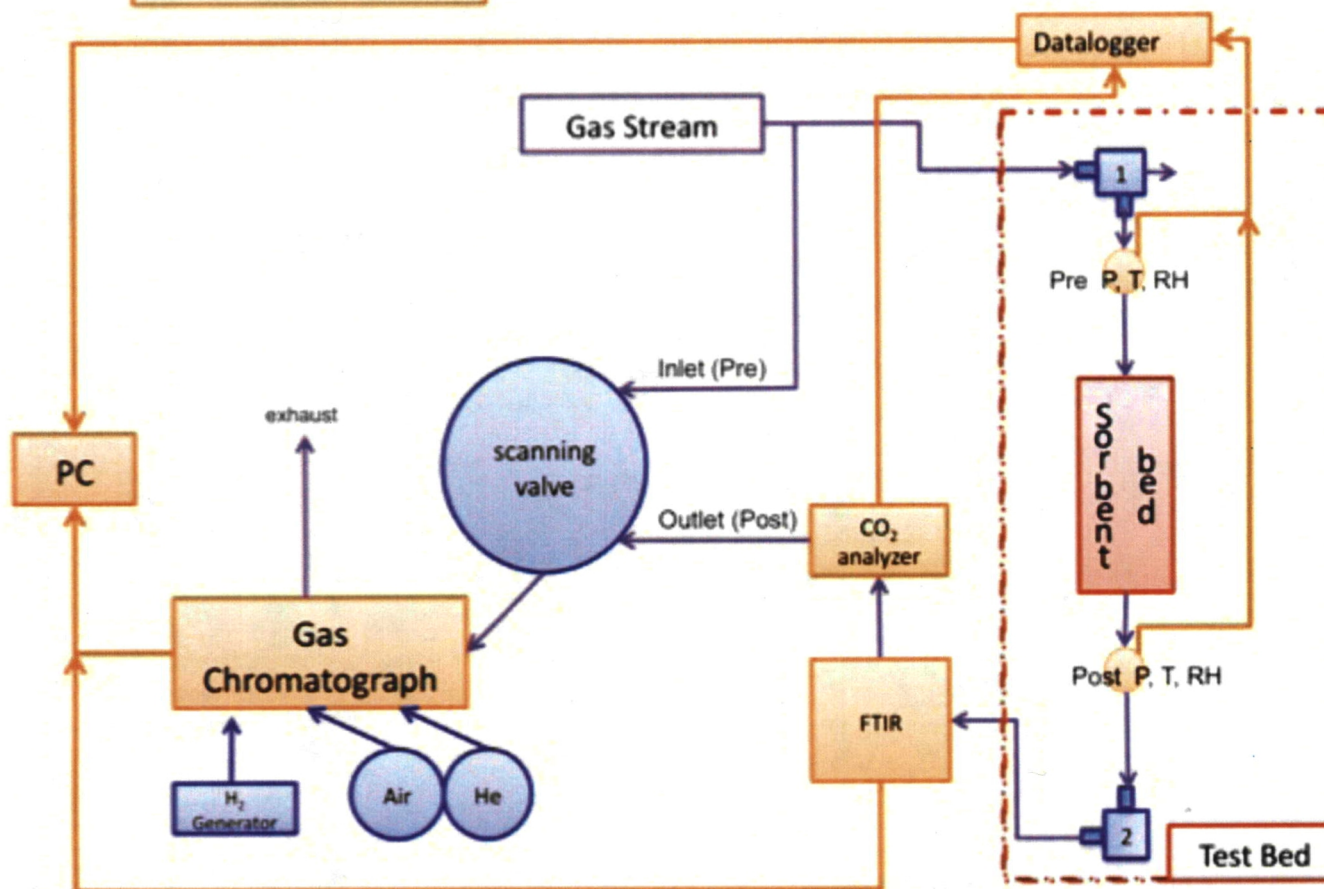 Datalogger
Gas Stream
1
Pre P, T, RH
Inlet (Pre)
exhaust
scanning
valve
Sorbent
bed
PC
Outlet (Post)
CO₂
analyzer
Gas
Chromatograph
Post P, T, RH
FTIR
H₂
Generator
Air
He
2
Test Bed